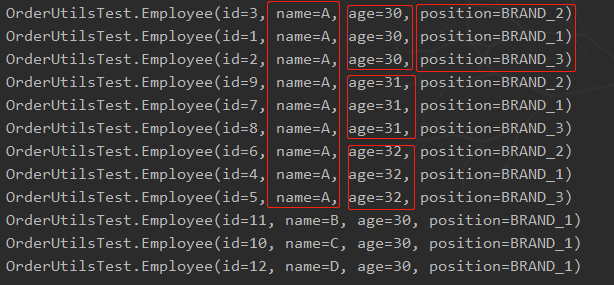 OrderUtilsTest.Employee(id=3, name=A, age=30, position=BRAND_2)
OrderUtilsTest.Employee(id=1, name=A, age=30, position=BRAND_1)
OrderUtilsTest.Employee(id=2, name=A, age=30, position=BRAND_3)
OrderUtilsTest.Employee(id=9, name=A, age=31, position=BRAND_2)
OrderUtilsTest.Employee(id=7, name=A, age=31, position=BRAND_1)
OrderUtilsTest.Employee(id=8, name=A, age=31, position=BRAND_3)
OrderUtilsTest.Employee(id=6, name=A, age=32, position=BRAND_2)
OrderUtilsTest.Employee(id=4, name=A, age=32, position=BRAND_1)
OrderUtilsTest.Employee(id=5, name=A, age=32, position=BRAND_3)
OrderUtilsTest.Employee(id=11, name=B, age=30, position=BRAND_1)
OrderUtilsTest.Employee(id=10, name=C, age=30, position=BRAND_1)
OrderUtilsTest.Employee(id=12, name=D, age=30, position=BRAND_1)